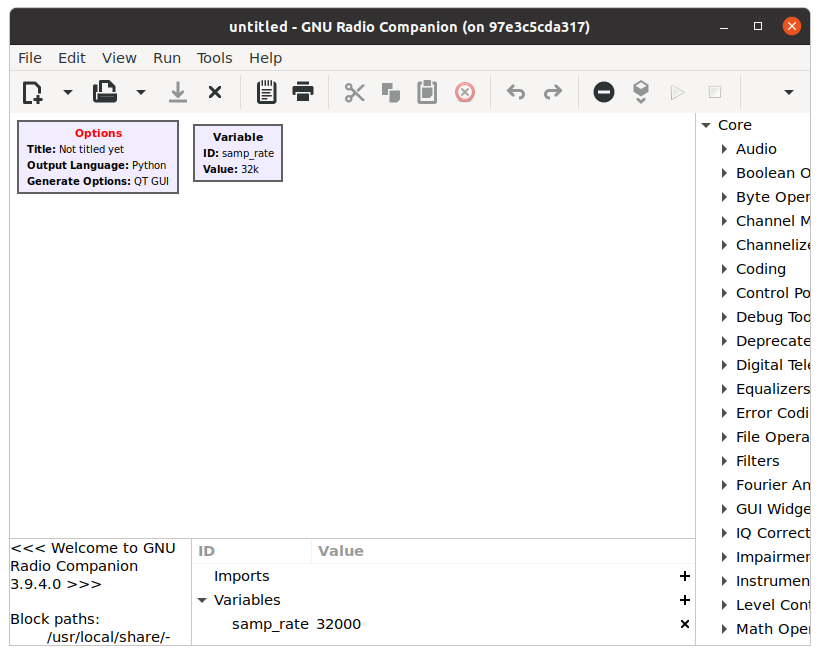 untitled - GNU Radio Companion (on 97e3c5cda317)
File Edit View Run Tools Help
Options
Title: Not titled yet
Output Language: Python
Generate Options: QT GUI
Variable
ID: samp_rate
Value: 32k
Core
Audio
Boolean O
Byte Oper
Channel M
Channelize
Coding
Control Po
Debug Too
Deprecate
Digital Tele
Equalizers
Error Codi
File Opera
Filters
Fourier An
GUI Widge
IQ Correct
Impairmen
Instrumen
Level Cont
Math Oper
<<< Welcome to GNU
Radio Companion
3.9.4.0 >>>
Block paths:
/usr/local/share/-
ID Value
Imports
Variables
samp_rate 32000